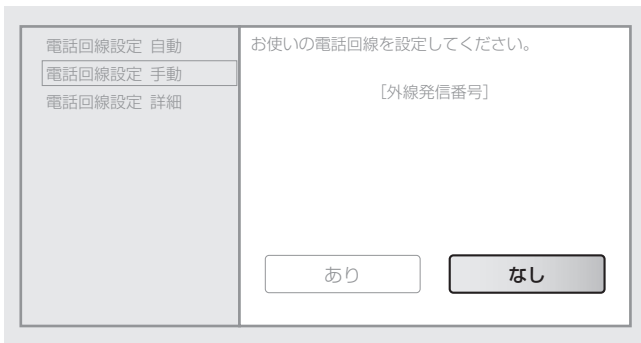 電話回線設定 自動
電話回線設定 手動
電話回線設定 詳細
お使いの電話回線を設定してください。
［外線発信番号］
あり
なし